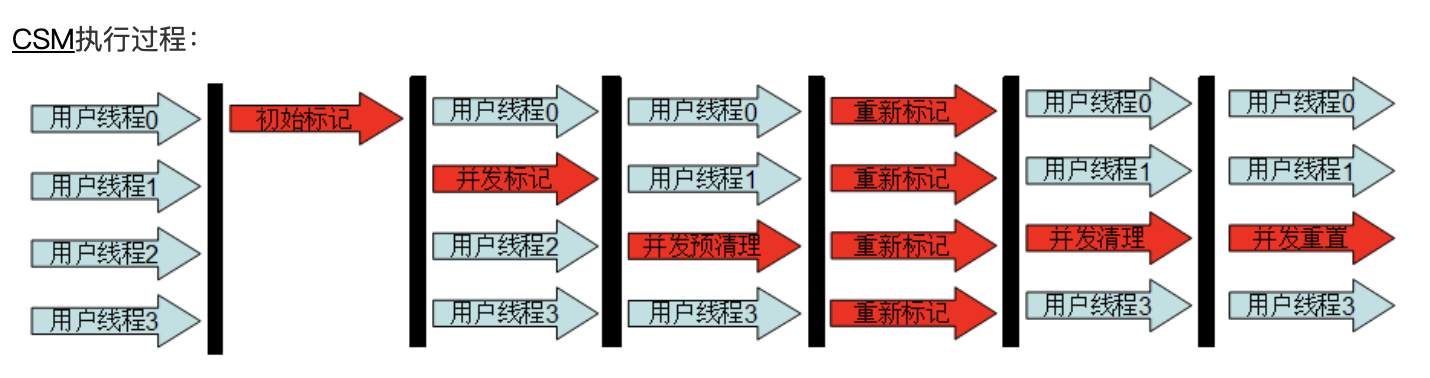 CSM执行过程：
用户线程0 初始标记 用户线程0 用户线程0 重新标记 用户线程0 用户线程0
用户线程1 并发标记 用户线程1 重新标记 用户线程1 用户线程1
用户线程2 用户线程2 并发预清理 重新标记 并发清理 并发重置
用户线程3 用户线程3 用户线程3 重新标记 用户线程3 用户线程3